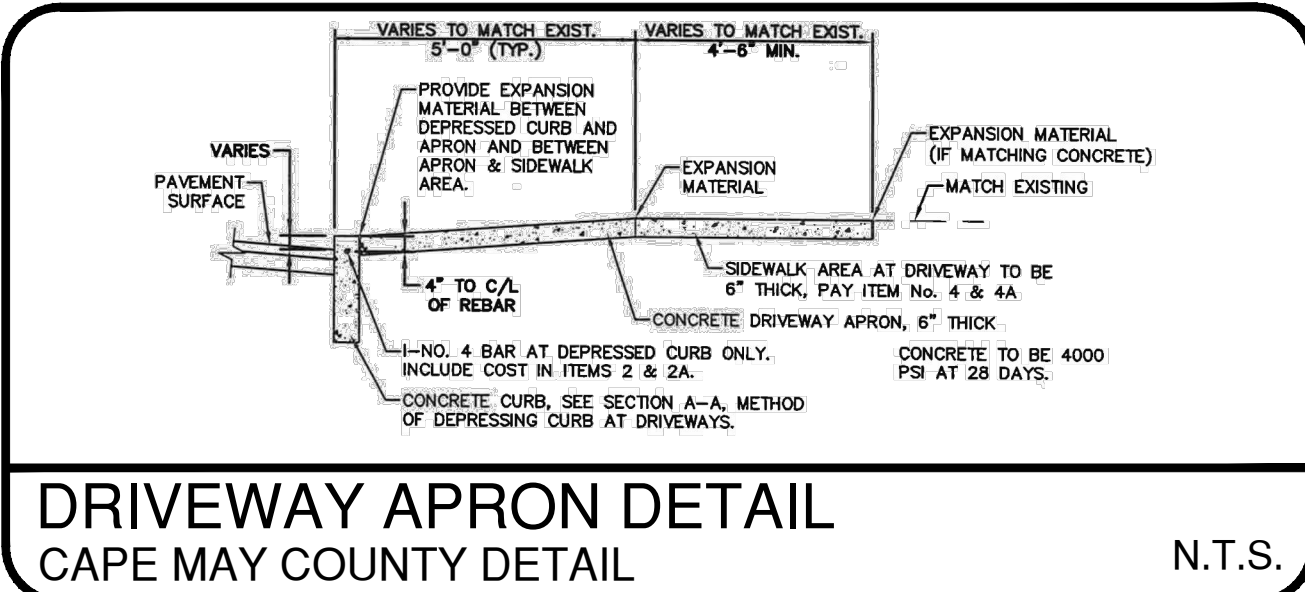 VARIES TO MATCH EXIST.
5'-0" (TYP.)
VARIES TO MATCH EXIST.
4'-6" MIN.
PROVIDE EXPANSION
MATERIAL BETWEEN
DEPRESSED CURB AND
APRON AND BETWEEN
APRON & SIDEWALK
AREA.
VARIES
PAVEMENT
SURFACE
EXPANSION
MATERIAL
EXPANSION MATERIAL
(IF MATCHING CONCRETE)
MATCH EXISTING
4" TO C/L
OF REBAR
SIDEWALK AREA AT DRIVEWAY TO BE
6" THICK, PAY ITEM No. 4 & 4A
CONCRETE DRIVEWAY APRON, 6" THICK
1-NO. 4 BAR AT DEPRESSED CURB ONLY.
INCLUDE COST IN ITEMS 2 & 2A.
CONCRETE TO BE 4000
PSI AT 28 DAYS.
CONCRETE CURB, SEE SECTION A-A, METHOD
OF DEPRESSING CURB AT DRIVEWAYS.
DRIVEWAY APRON DETAIL
CAPE MAY COUNTY DETAIL
N.T.S.